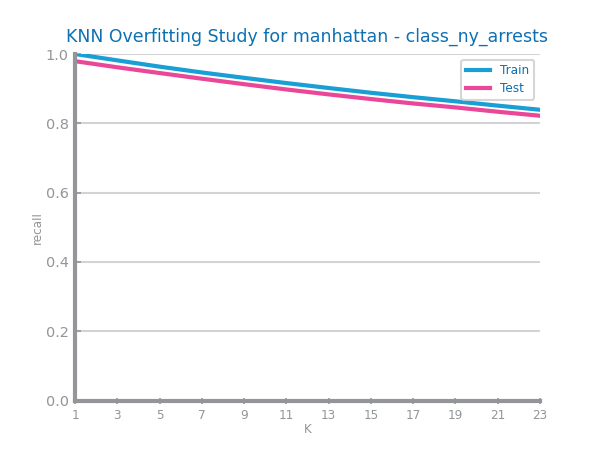 KNN Overfitting Study for manhattan - class_ny_arrests
1.0
Train
Test
0.8
0.6
recall
0.4
0.2
0.0
1 3 5 7 9 11 13 15 17 19 21 23
K